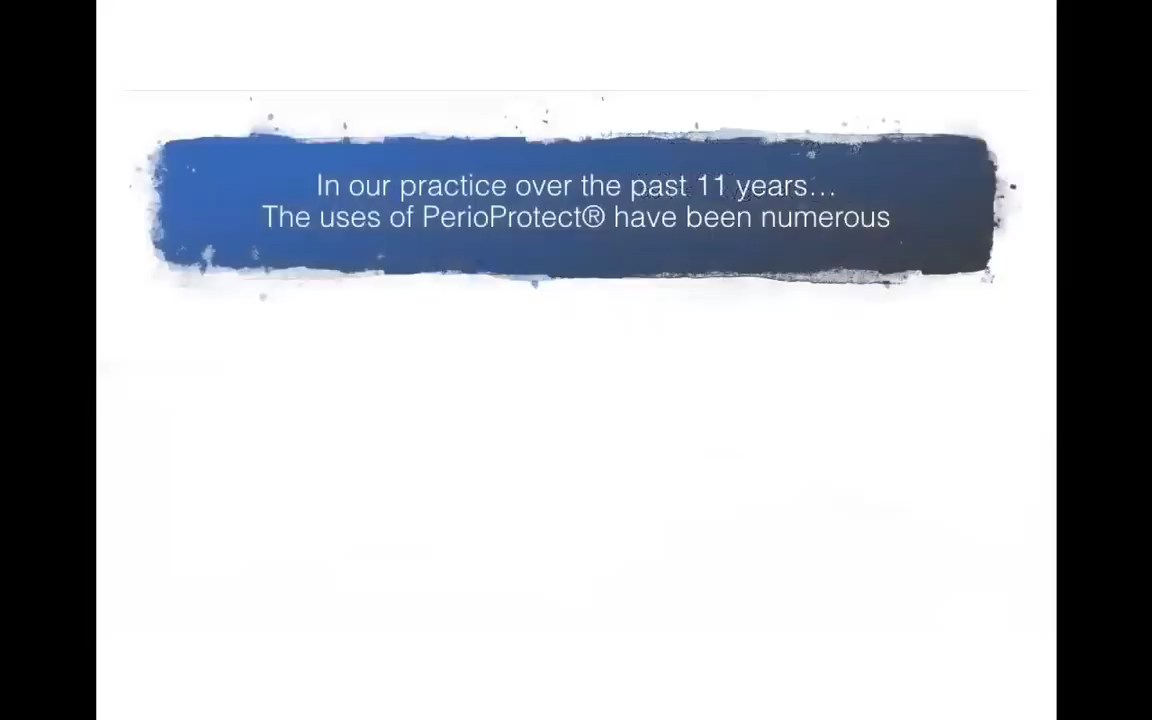 In our practice over the past 11 years…
The uses of PerioProtect® have been numerous